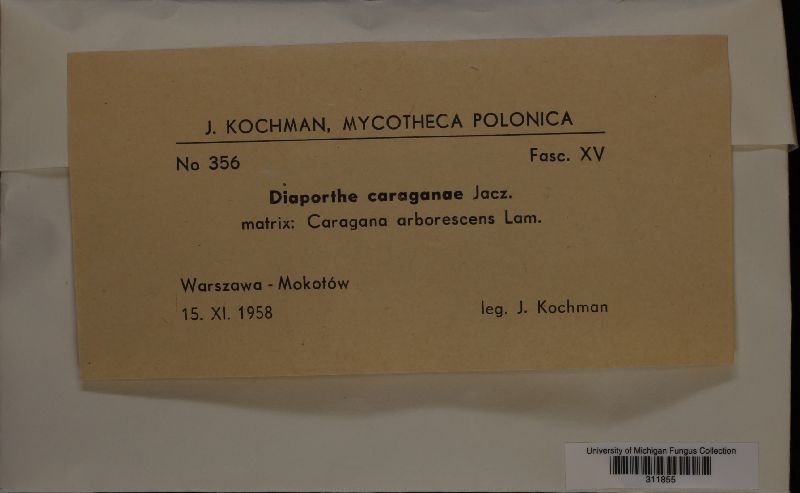 J. KOCHMAN, MYCOTHECA POLONICA
No 356 Fasc. XV
Diaporthe caraganae Jacz.
matrix: Caragana arborescens Lam.
Warszawa - Mokotów
15. XI. 1958 leg. J. Kochman
University of Michigan Fungus Collection
311855